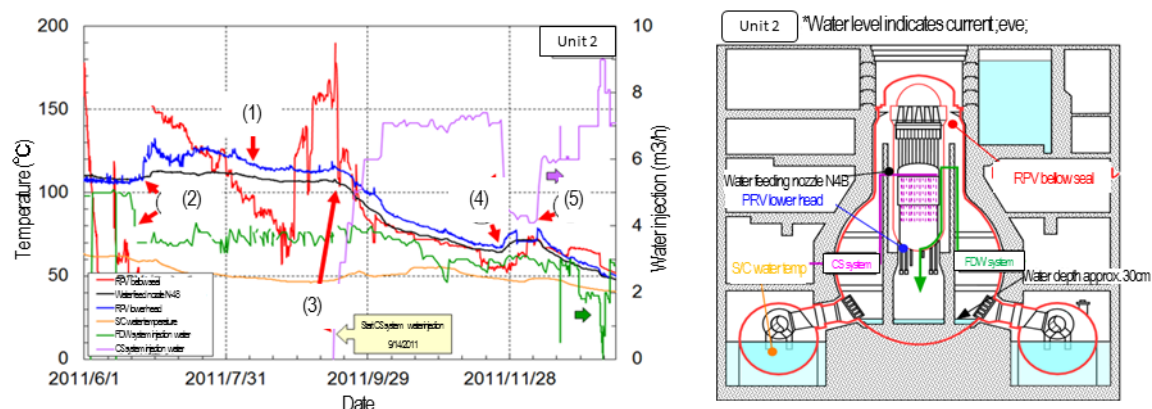 200
150
100
50
0
Temperature (°C)
10
8
6
4
2
0
Water injection (m3/h)
Unit 2
(1)
(2)
(3)
(4)
(5)
RPV bellow seal
Water feed nozzle N-4B
RPV lower head
S/C water temperature
FDW system injection water
CS system injection water
Start CS system water injection
9/14/2011
2011/6/1
2011/7/31
2011/9/29
2011/11/28
Date
Unit 2
*Water level indicates current ;eve;
Water feeding nozzle N4B
RPV bellow seal
PRV lower head
S/C water temp
CS system
FDW system
Water depth approx. 30cm